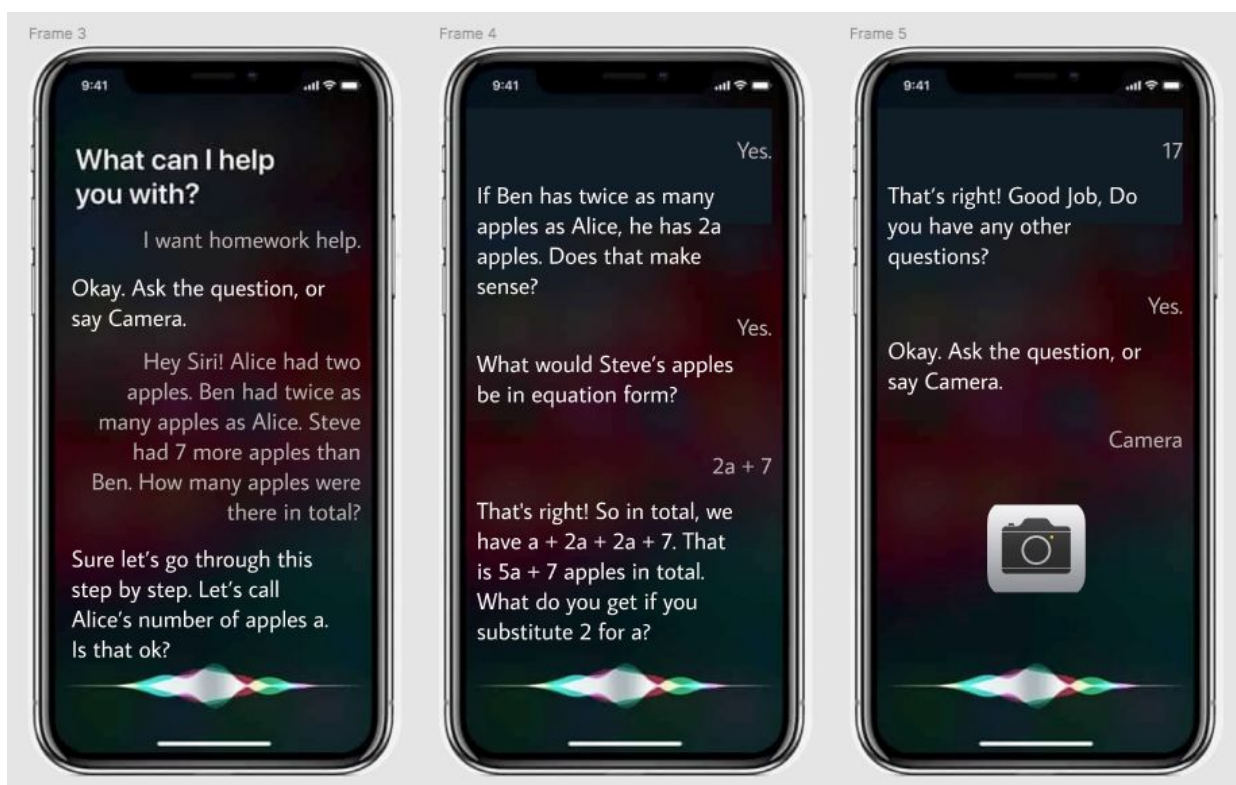 Frame 3
9:41
What can I help
you with?
I want homework help.
Okay. Ask the question, or
say Camera.
Hey Siri! Alice had two
apples. Ben had twice as
many apples as Alice. Steve
had 7 more apples than
Ben. How many apples were
there in total?
Sure let's go through this
step by step. Let's call
Alice's number of apples a.
Is that ok?
Frame 4
9:41
Yes.
If Ben has twice as many
apples as Alice, he has 2a
apples. Does that make
sense?
Yes.
What would Steve's apples
be in equation form?
2a + 7
That's right! So in total, we
have a + 2a + 2a + 7. That
is 5a + 7 apples in total.
What do you get if you
substitute 2 for a?
Frame 5
9:41
17
That's right! Good Job, Do
you have any other
questions?
Yes.
Okay. Ask the question, or
say Camera.
Camera